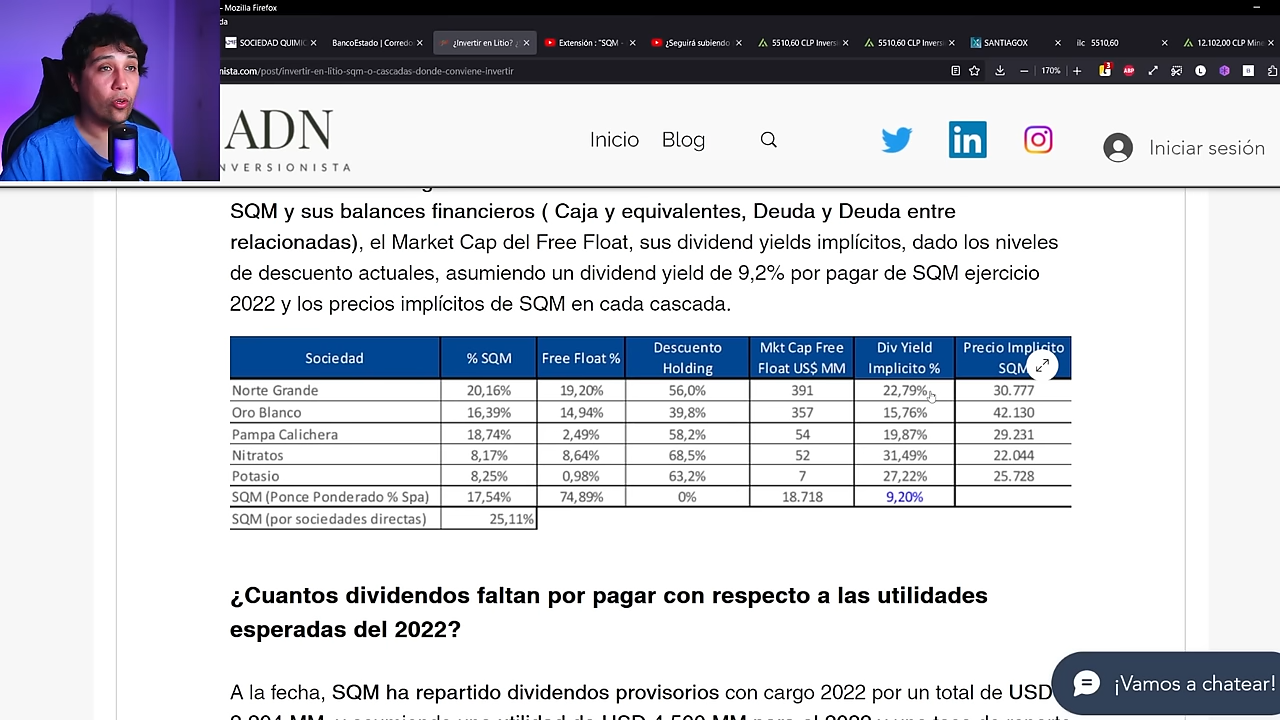 - Mozilla Firefox
da
SOCIEDAD QUIMIC
BancoEstado | Corredo
¿Invertir en Litio? ¿
Extensión : "SQM -
¿Seguirá subiendo
5510,60 CLP Invers
5510,60 CLP Inversi
SANTIAGOX
ilc 5510,60
12.102,00 CLP Mine
nista.com/post/invertir-en-litio-sqm-o-cascadas-donde-conviene-invertir
170%
ADN
NVERSIONISTA
Inicio Blog
Iniciar sesión
SQM y sus balances financieros ( Caja y equivalentes, Deuda y Deuda entre
relacionadas), el Market Cap del Free Float, sus dividend yields implícitos, dado los niveles
de descuento actuales, asumiendo un dividend yield de 9,2% por pagar de SQM ejercicio
2022 y los precios implícitos de SQM en cada cascada.
Sociedad % SQM Free Float % Descuento Holding Mkt Cap Free Float US$ MM Div Yield Implicito % Precio Implicito SQM
Norte Grande 20,16% 19,20% 56,0% 391 22,79% 30.777
Oro Blanco 16,39% 14,94% 39,8% 357 15,76% 42.130
Pampa Calichera 18,74% 2,49% 58,2% 54 19,87% 29.231
Nitratos 8,17% 8,64% 68,5% 52 31,49% 22.044
Potasio 8,25% 0,98% 63,2% 7 27,22% 25.728
SQM (Ponce Ponderado % Spa) 17,54% 74,89% 0% 18.718 9,20%
SQM (por sociedades directas) 25,11%
¿Cuantos dividendos faltan por pagar con respecto a las utilidades
esperadas del 2022?
A la fecha, SQM ha repartido dividendos provisorios con cargo 2022 por un total de USD
¡Vamos a chatear!